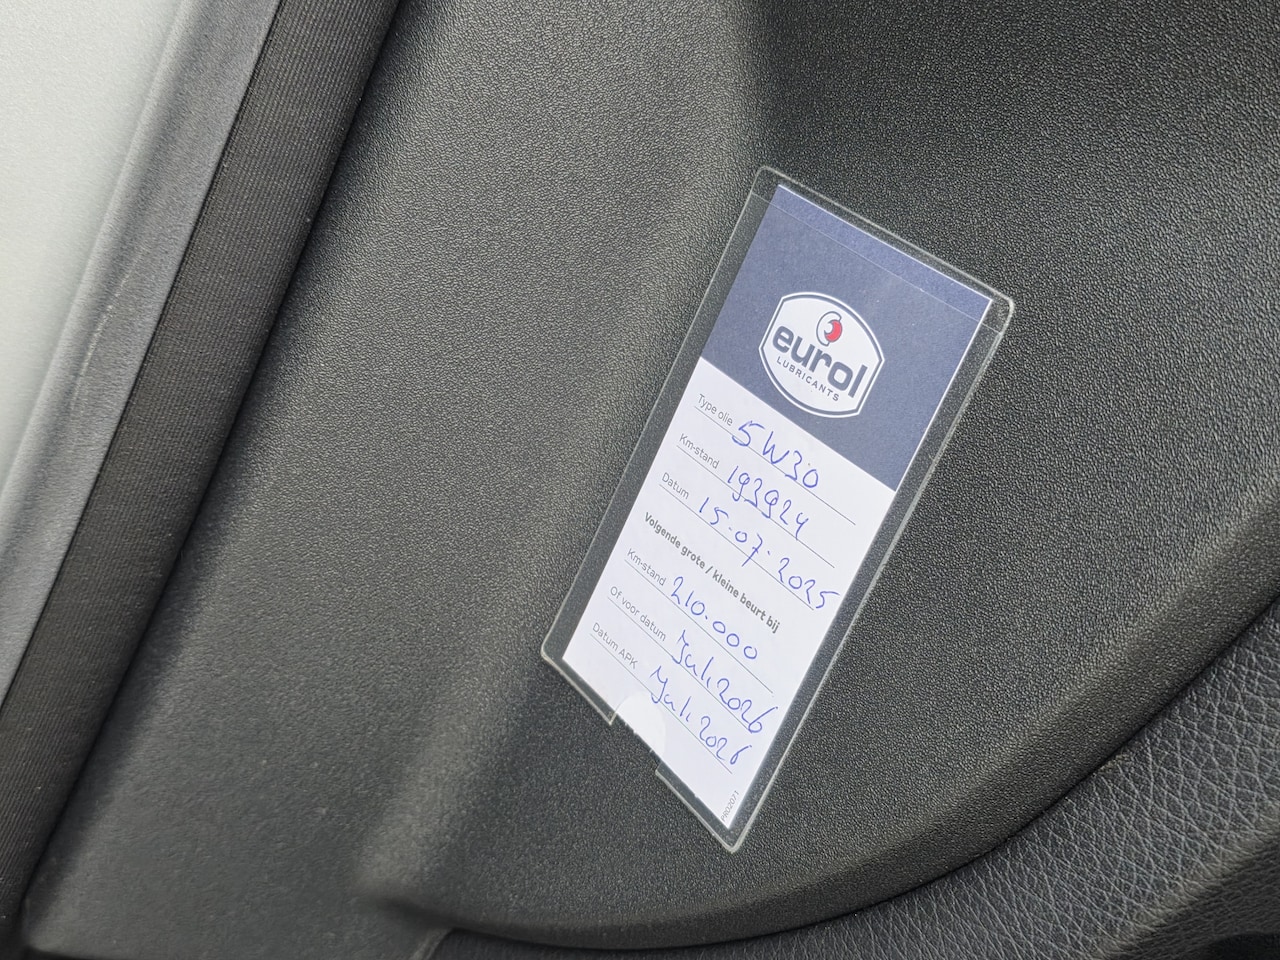 eurol
LUBRICANTS
Type olie 5W30
Km-stand 193924
Datum 15-07-2025
Volgende grote / kleine beurt bij
Km-stand 210.000
Of voor datum Juli 2026
Datum APK Juli 2026
PR02071